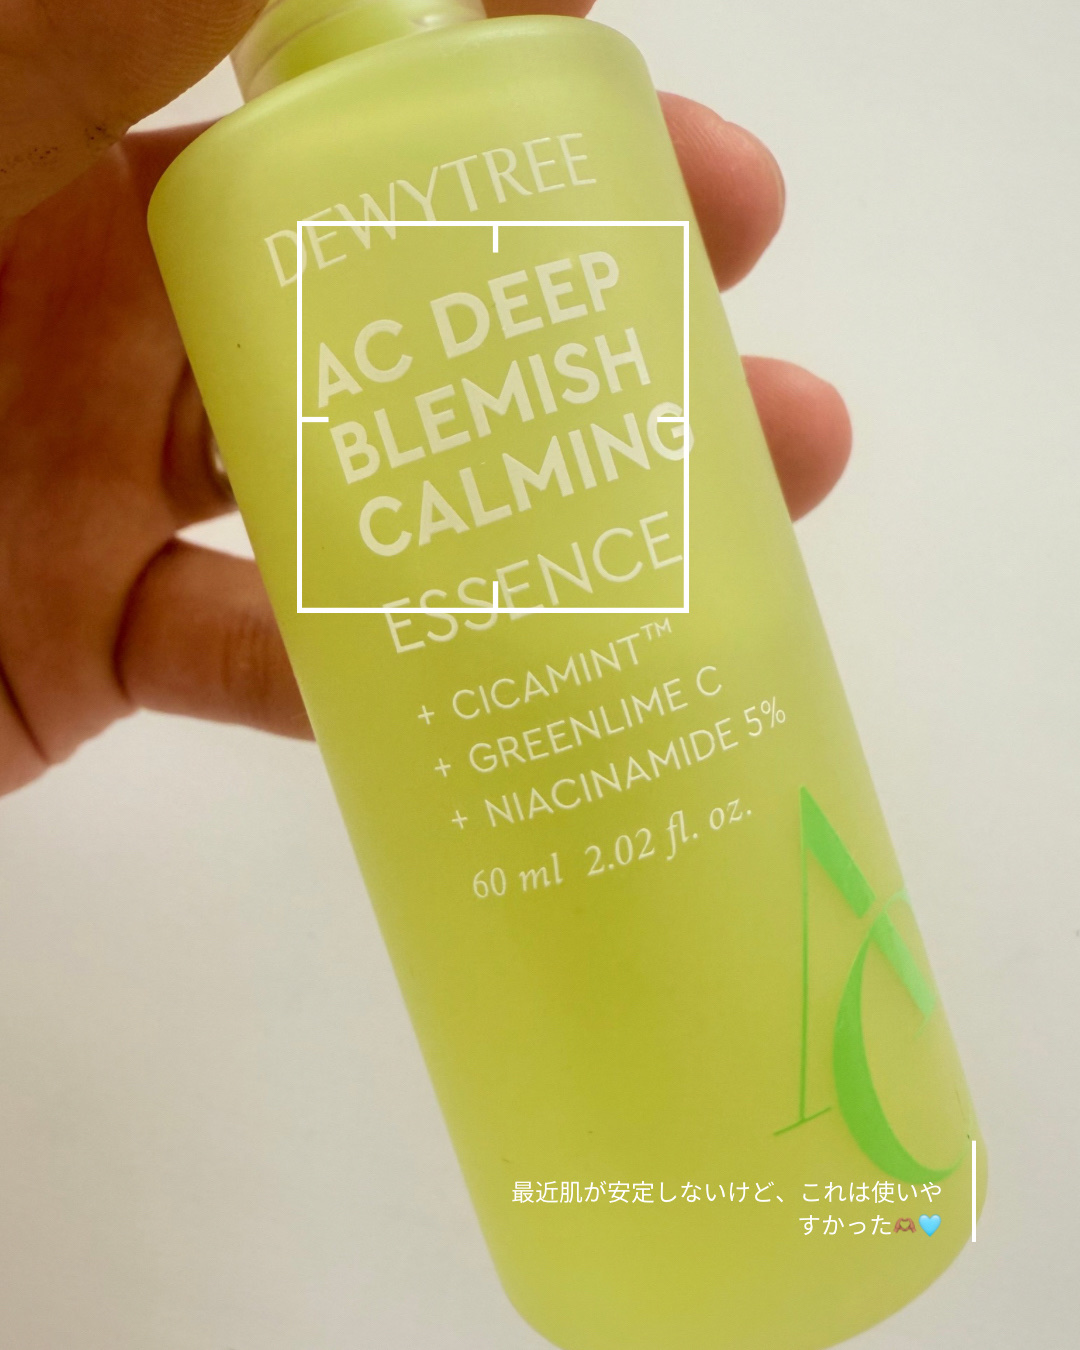 DEWYTREE
AC DEEP
BLEMISH
CALMING
ESSENCE
+ CICAMINT™
+ GREENLIME C
+ NIACINAMIDE 5%
60 ml 2.02 fl. oz.
AC
最近肌が安定しないけど、これは使いや
すかった🫶🏽🩵